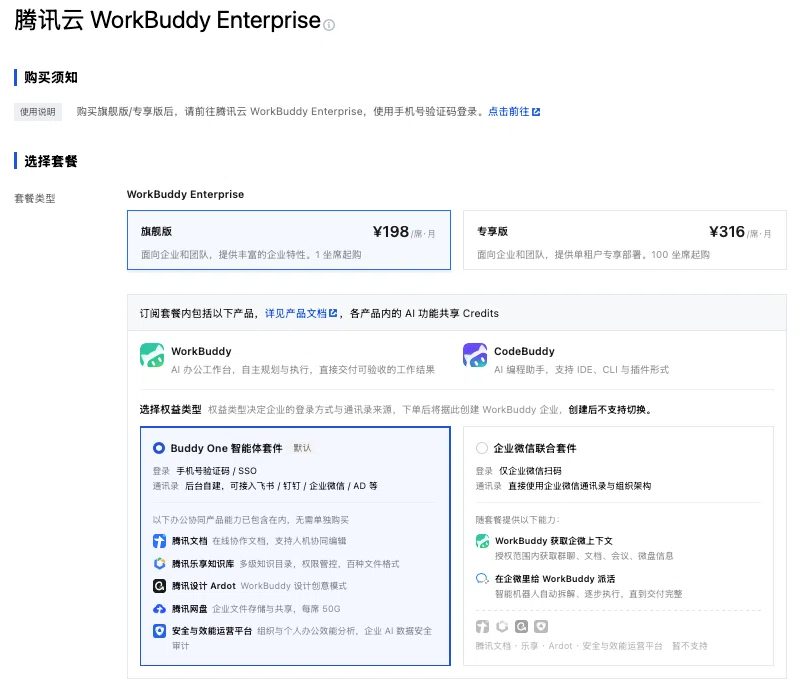 腾讯云 WorkBuddy Enterprise
购买须知
使用说明 购买旗舰版/专享版后，请前往腾讯云 WorkBuddy Enterprise，使用手机号验证码登录。点击前往
选择套餐
套餐类型
WorkBuddy Enterprise
旗舰版 ¥198/席·月
面向企业和团队，提供丰富的企业特性。1 坐席起购
专享版 ¥316/席·月
面向企业和团队，提供单租户专享部署。100 坐席起购
订阅套餐内包括以下产品，详见产品文档，各产品内的 AI 功能共享 Credits
WorkBuddy
AI 办公工作台，自主规划与执行，直接交付可验收的工作结果
CodeBuddy
AI 编程助手，支持 IDE、CLI 与插件形式
选择权益类型 权益类型决定企业的登录方式与通讯录来源，下单后将据此创建 WorkBuddy 企业，创建后不支持切换。
Buddy One 智能体套件 默认
登录 手机号验证码 / SSO
通讯录 后台自建，可接入飞书 / 钉钉 / 企业微信 / AD 等
以下办公协同产品能力已包含在内，无需单独购买
腾讯文档 在线协作文档，支持人机协同编辑
腾讯乐享知识库 多级知识目录，权限管控，百种文件格式
腾讯设计 Ardot WorkBuddy 设计创意模式
腾讯网盘 企业文件存储与共享，每席 50G
安全与效能运营平台 组织与个人办公效能分析，企业 AI 数据安全
审计
企业微信联合套件
登录 仅企业微信扫码
通讯录 直接使用企业微信通讯录与组织架构
随套餐提供以下能力：
WorkBuddy 获取企微上下文
授权范围内获取群聊、文档、会议、微盘信息
在企微里给 WorkBuddy 派活
智能机器人自动拆解、逐步执行，直到交付完整
腾讯文档 · 乐享 · Ardot · 安全与效能运营平台 暂不支持